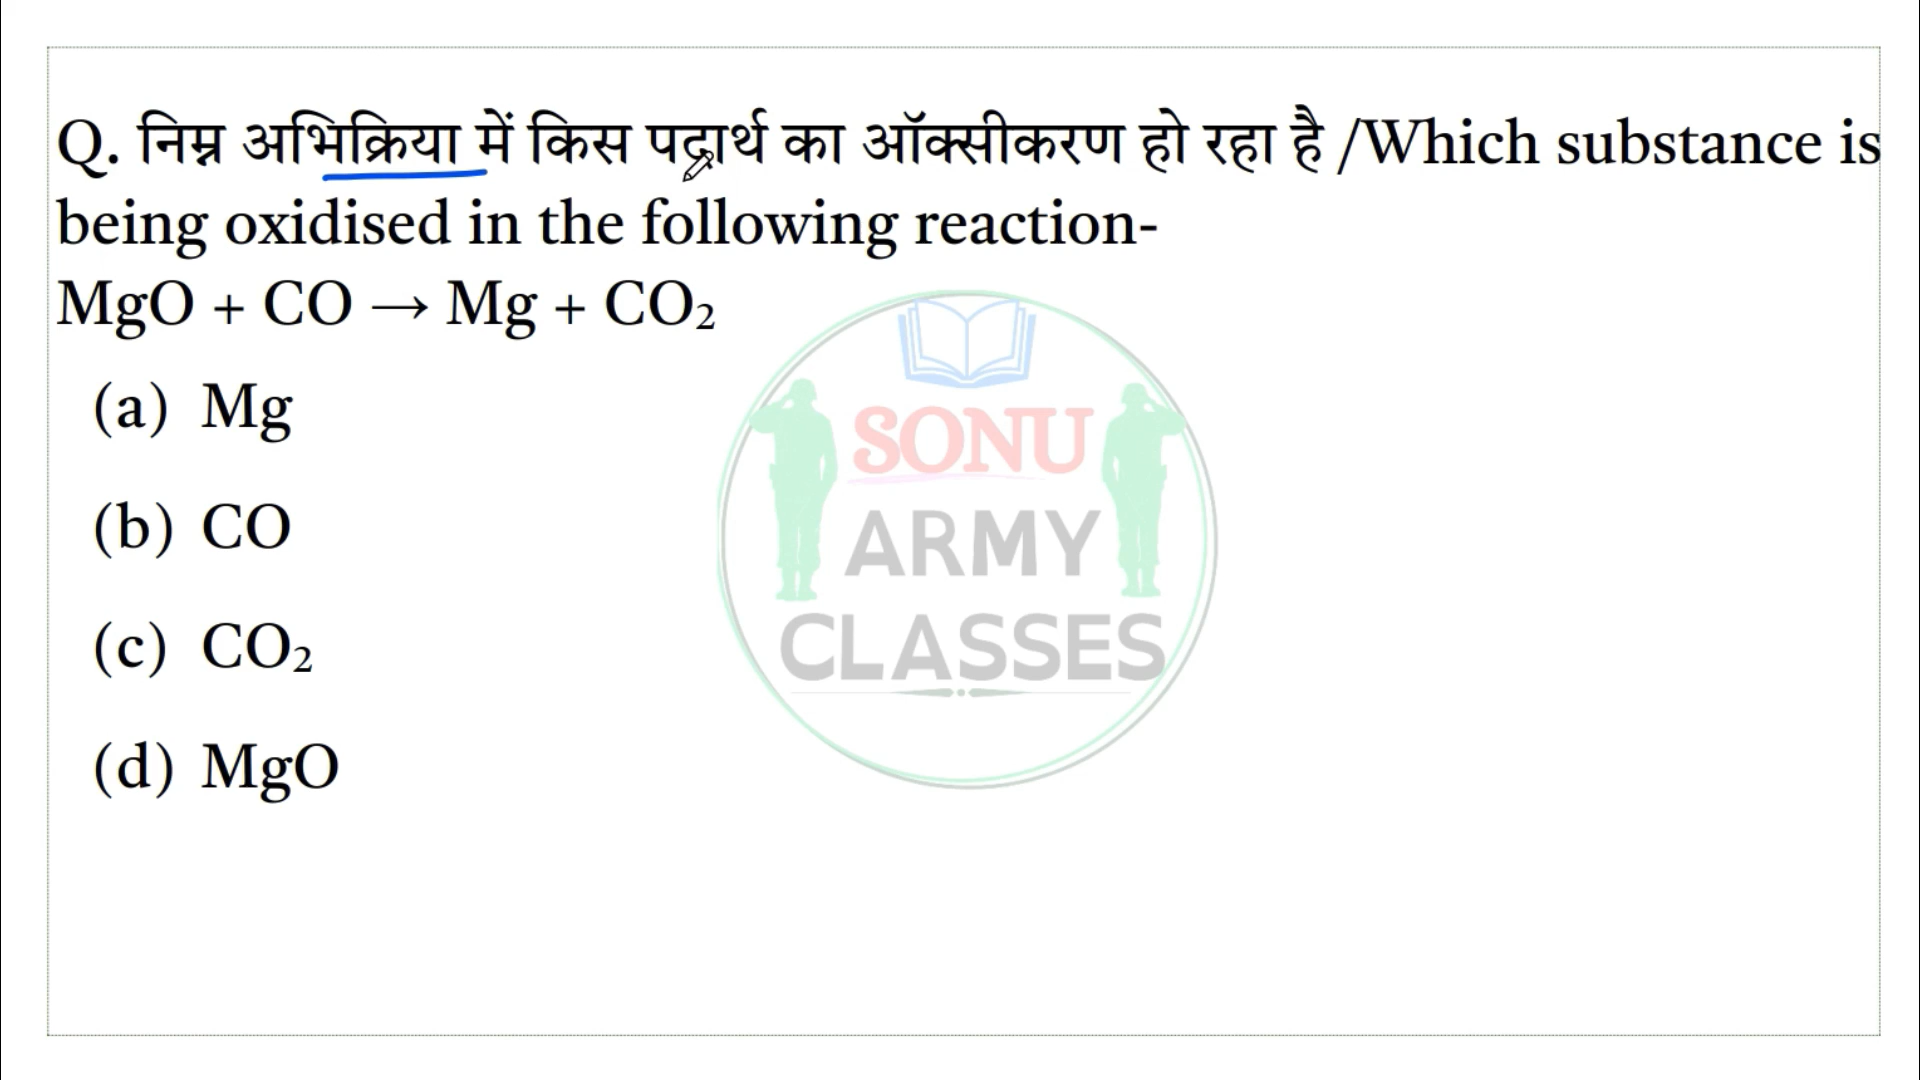 Q. निम्न अभिक्रिया में किस पदार्थ का ऑक्सीकरण हो रहा है /Which substance is
being oxidised in the following reaction-
MgO + CO → Mg + CO₂
(a) Mg
(b) CO
(c) CO₂
(d) MgO
SONU
ARMY
CLASSES